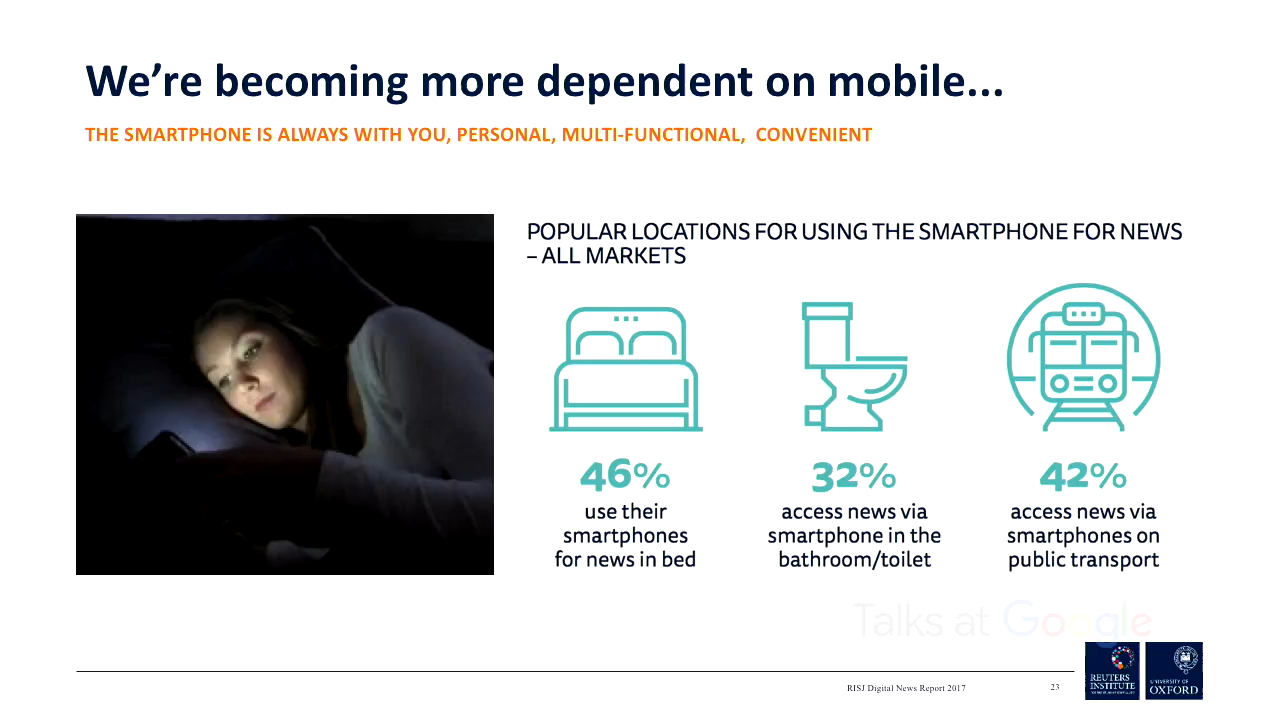 We're becoming more dependent on mobile...
THE SMARTPHONE IS ALWAYS WITH YOU, PERSONAL, MULTI-FUNCTIONAL, CONVENIENT
POPULAR LOCATIONS FOR USING THE SMARTPHONE FOR NEWS
– ALL MARKETS
46%
use their
smartphones
for news in bed
32%
access news via
smartphone in the
bathroom/toilet
42%
access news via
smartphones on
public transport
Talks at Google
RISJ Digital News Report 2017
23
REUTERS
INSTITUTE
UNIVERSITY OF
OXFORD